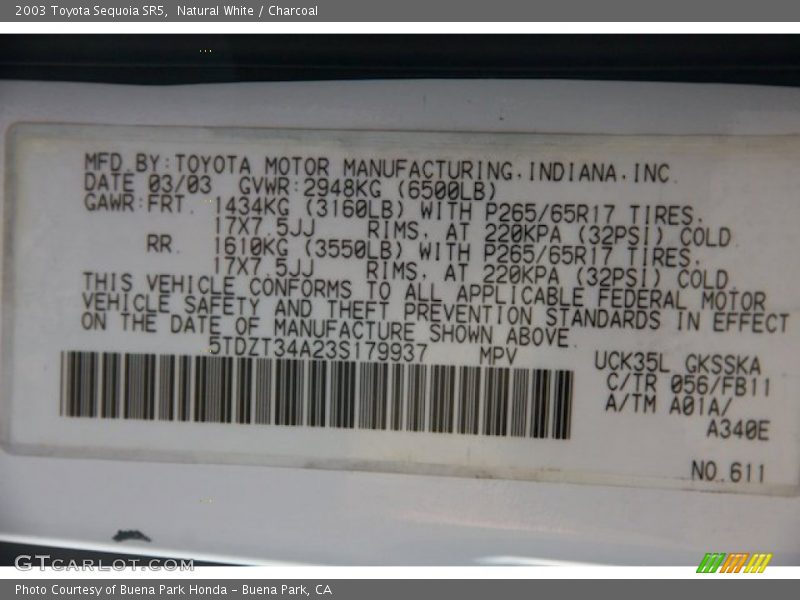 2003 Toyota Sequoia SR5,  Natural White / Charcoal
MFD BY:TOYOTA MOTOR MANUFACTURING.INDIANA.INC.
DATE 03/03  GVWR:2948KG (6500LB)
GAWR:FRT.  1434KG (3160LB) WITH P265/65R17 TIRES.
17X7.5JJ    RIMS. AT 220KPA (32PSI) COLD
RR.  1610KG (3550LB) WITH P265/65R17 TIRES.
17X7.5JJ    RIMS. AT 220KPA (32PSI) COLD.
THIS VEHICLE CONFORMS TO ALL APPLICABLE FEDERAL MOTOR
VEHICLE SAFETY AND THEFT PREVENTION STANDARDS IN EFFECT
ON THE DATE OF MANUFACTURE SHOWN ABOVE.
5TDZT34A23S179937    MPV
UCK35L GKSSKA
C/TR 056/FB11
A/TM A01A/
A340E
NO.611
GTCARLOT.COM
Photo Courtesy of Buena Park Honda - Buena Park, CA